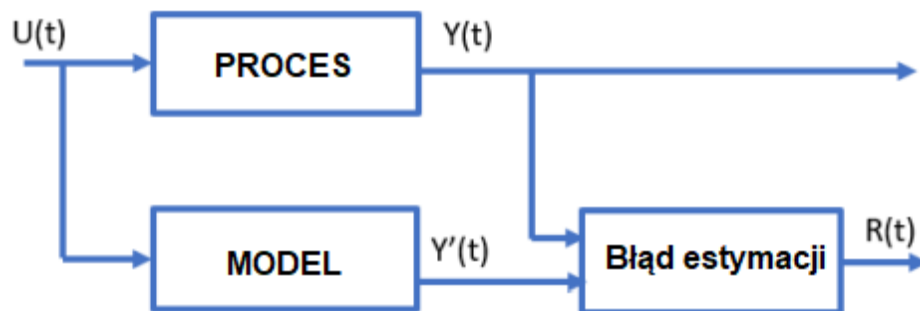 U(t)
PROCES
Y(t)
MODEL
Y’(t)
Błąd estymacji
R(t)